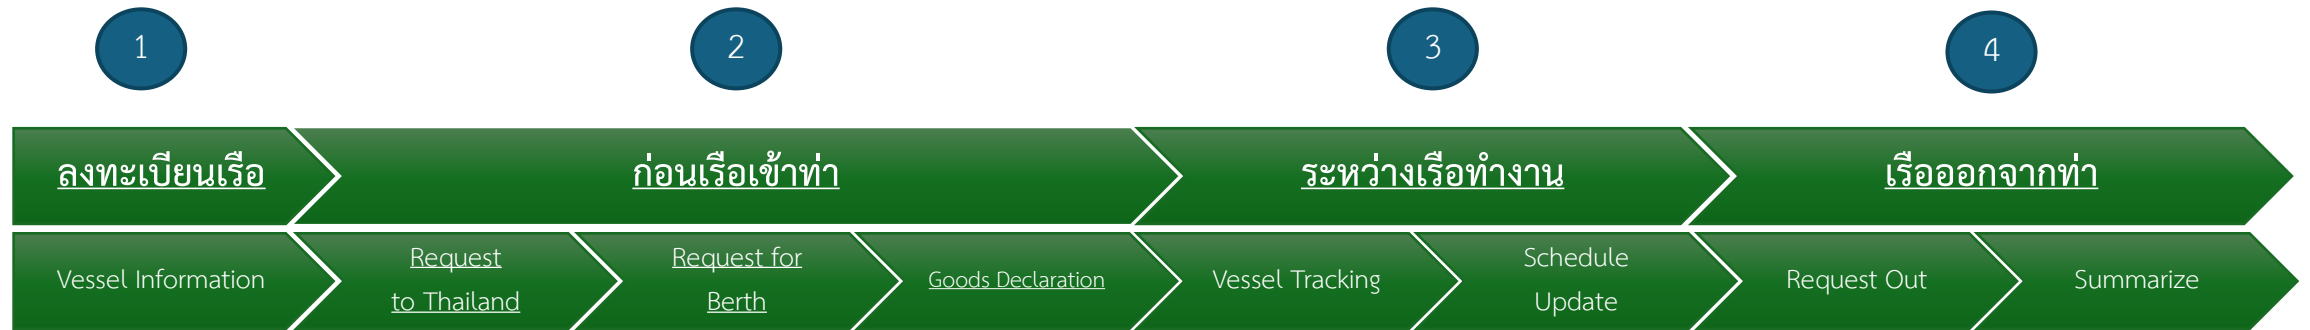 1
2
3
4
ลงทะเบียนเรือ
ก่อนเรือเข้าท่า
ระหว่างเรือทำงาน
เรือออกจากท่า
Vessel Information
Request
to Thailand
Request for
Berth
Goods Declaration
Vessel Tracking
Schedule
Update
Request Out
Summarize